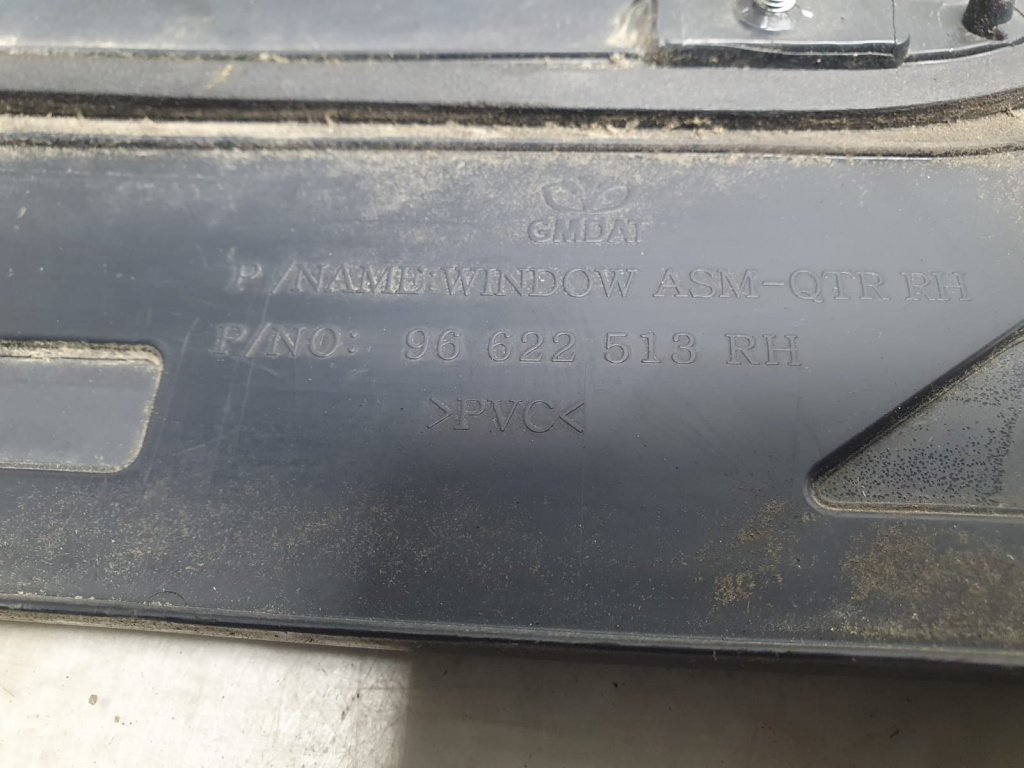 GMDAT
P/NAME:WINDOW ASM-QTR RH
P/NO: 96 622 513 RH
>PVC<